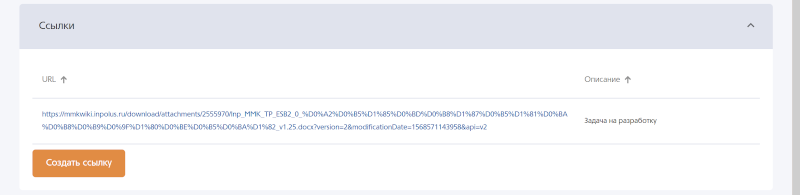 Ссылки
URL ↑ Описание ↑
https://mmkwiki.inpolus.ru/download/attachments/2555970/Inp_MMK_TP_ESB2_0_%D0%A2%D0%B5%D1%85%D0%BD%D0%B8%D1%87%D0%B5%D1%81%D0%BA
%D0%B8%D0%B9%D0%9F%D1%80%D0%BE%D0%B5%D0%BA%D1%82_v1.25.docx?version=2&modificationDate=1568571143958&api=v2
Задача на разработку
Создать ссылку